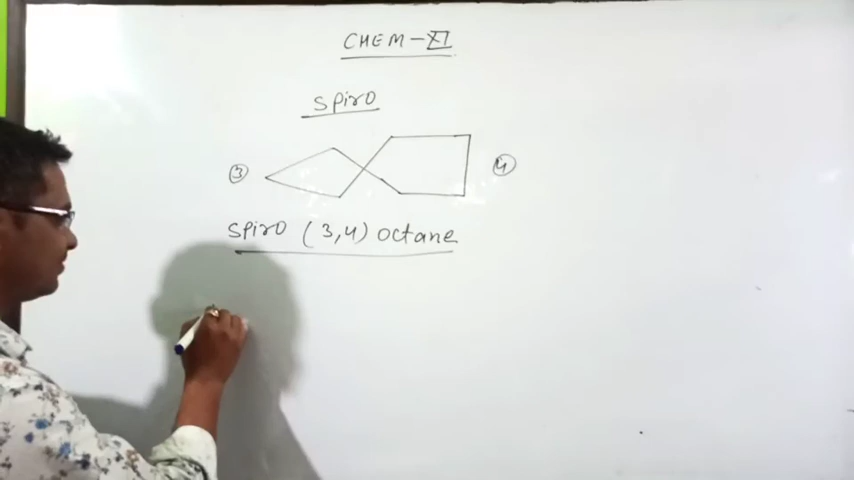 CHEM-XI
SPirO
3
4
SPirO (3,4) octane